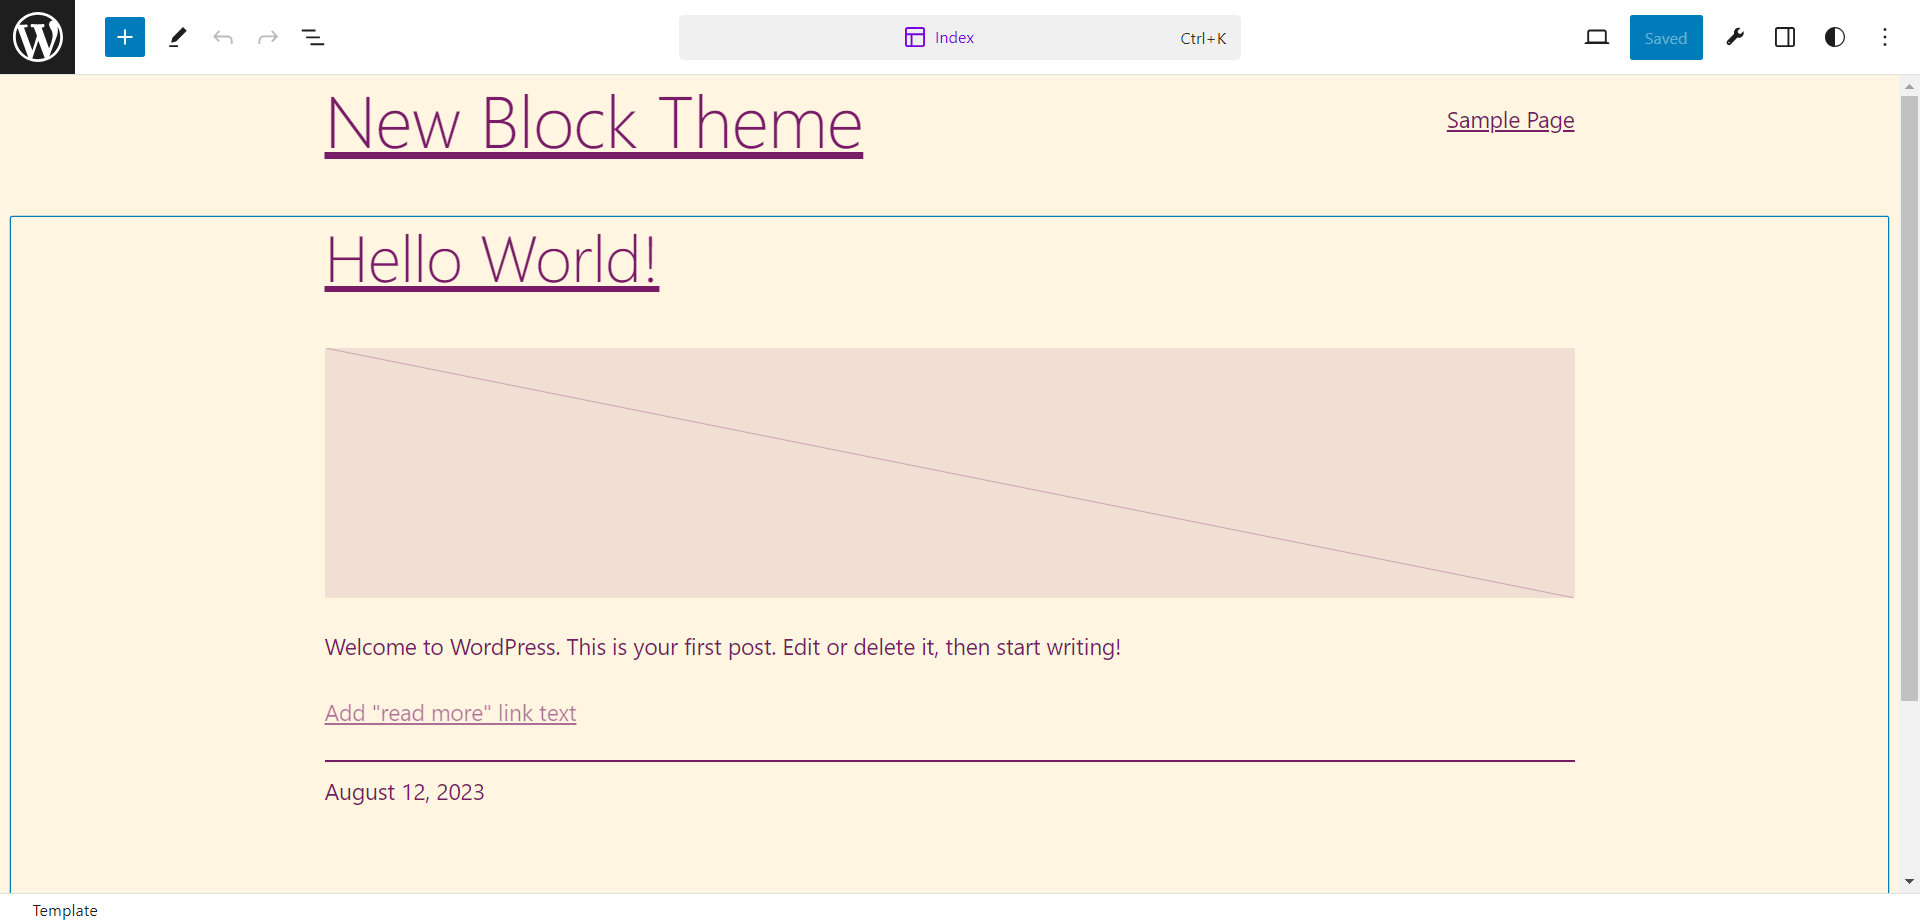 Index Ctrl+K Saved
New Block Theme
Sample Page
Hello World!
Welcome to WordPress. This is your first post. Edit or delete it, then start writing!
Add "read more" link text
August 12, 2023
Template